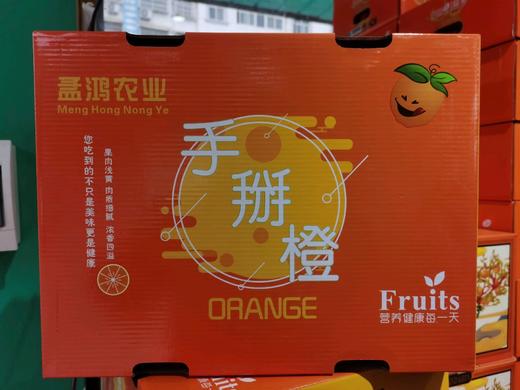 孟鸿农业
Meng Hong Nong Ye
手掰橙
ORANGE
果肉浅黄 肉质细腻 浓香四溢
您吃到的不只是美味更是健康
Fruits
营养健康每一天